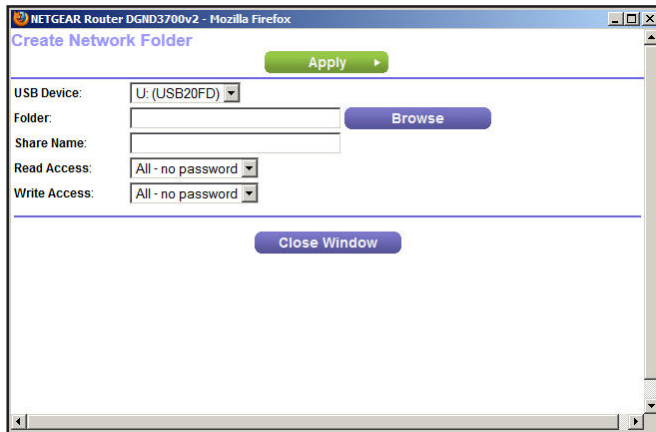 NETGEAR Router DGND3700v2 - Mozilla Firefox
Create Network Folder
Apply
USB Device: U: (USB20FD)
Folder: Browse
Share Name:
Read Access: All - no password
Write Access: All - no password
Close Window